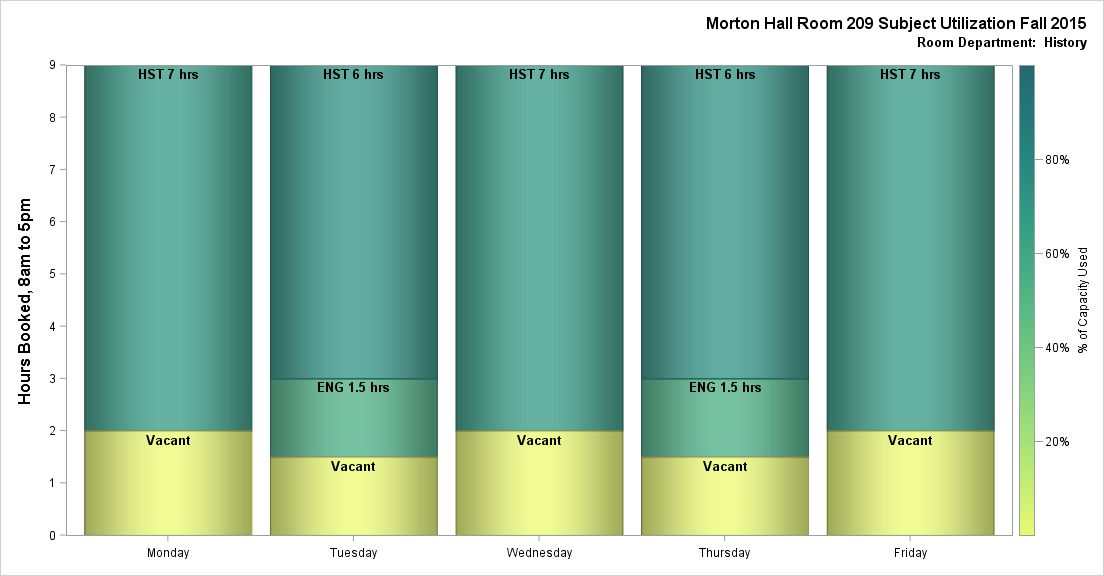 Morton Hall Room 209 Subject Utilization Fall 2015
Room Department:  History
Hours Booked, 8am to 5pm
9
8
7
6
5
4
3
2
1
0
HST 7 hrs
Vacant
HST 6 hrs
ENG 1.5 hrs
Vacant
HST 7 hrs
Vacant
HST 6 hrs
ENG 1.5 hrs
Vacant
HST 7 hrs
Vacant
Monday
Tuesday
Wednesday
Thursday
Friday
80%
60%
40%
20%
% of Capacity Used